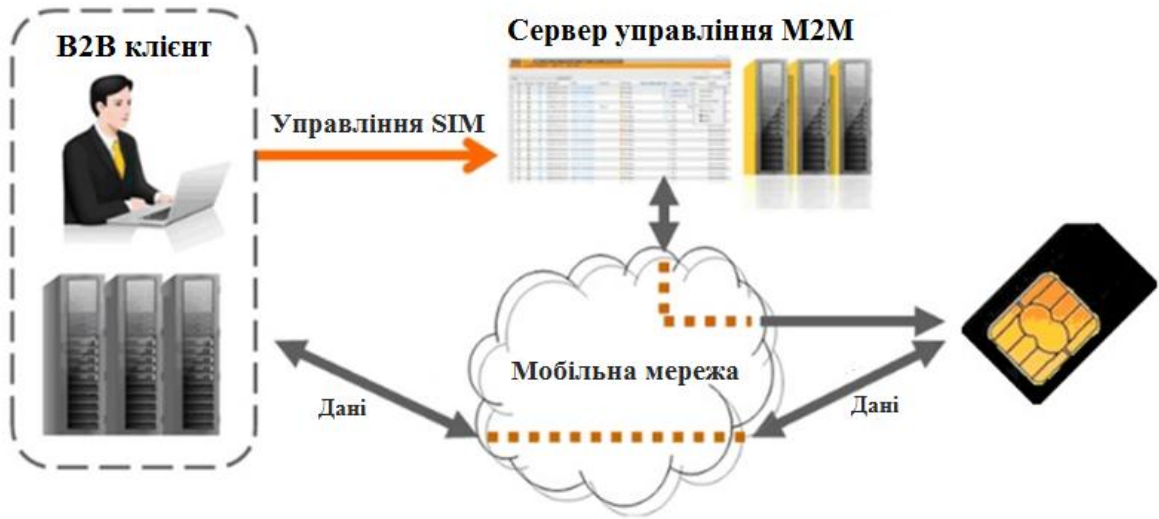 B2B клієнт
Сервер управління M2M
Управління SIM
Мобільна мережа
Дані
Дані